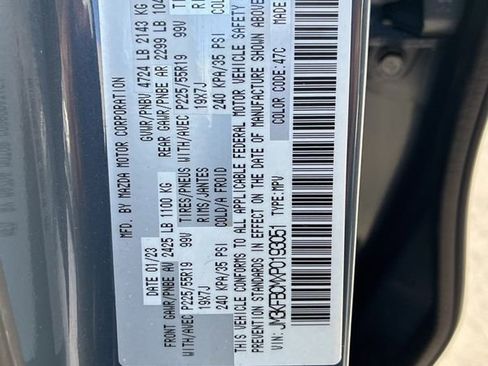 MFD. BY MAZDA MOTOR CORPORATION
DATE 01/23 GVWR/PNBV 4724 LB 2143 KG
FRONT GAWR/PNBE AV 2425 LB 1100 KG REAR GAWR/PNBE AR 2299 LB
WITH/AVEC P225/55R19 99V TIRES/PNEUS WITH/AVEC P225/55R19 99V
19X7J RIMS/JANTES 19X7J
240 KPA/35 PSI COLD/A FROID 240 KPA/35 PSI COLD
THIS VEHICLE CONFORMS TO ALL APPLICABLE FEDERAL MOTOR VEHICLE SAFETY
PREVENTION STANDARDS IN EFFECT ON THE DATE OF MANUFACTURE SHOWN ABOVE
VIN: JM3KFBCMXP0193051 TYPE: MPV COLOR CODE: 47C